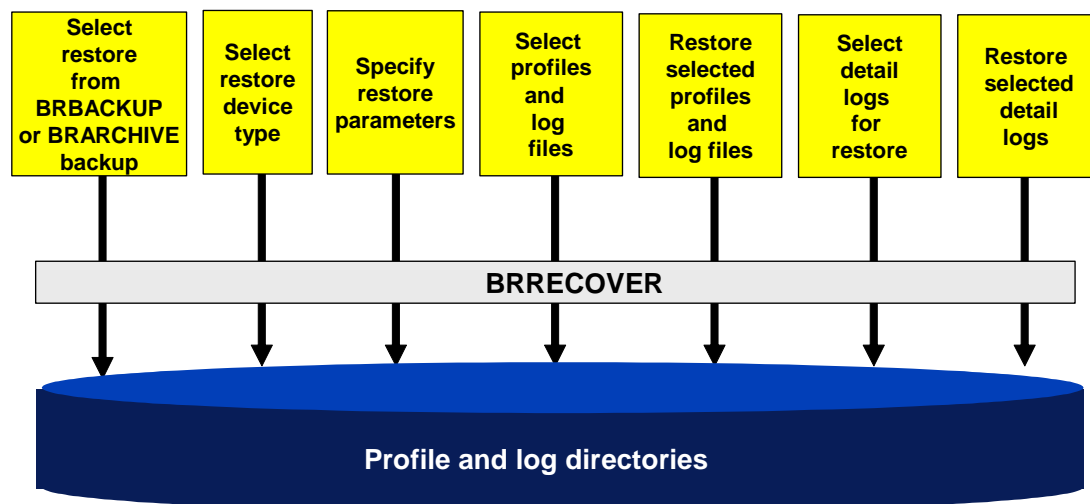 Select
restore
from
BRBACKUP
or BRARCHIVE
backup
Select
restore
device
type
Specify
restore
parameters
Select
profiles
and
log
files
Restore
selected
profiles
and
log files
Select
detail
logs
for
restore
Restore
selected
detail
logs
BRRECOVER
Profile and log directories